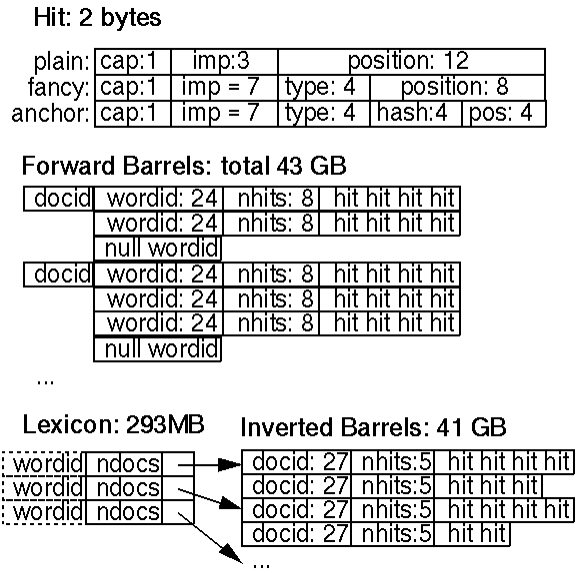 Hit: 2 bytes
plain: cap:1 imp:3 position: 12
fancy: cap:1 imp = 7 type: 4 position: 8
anchor: cap:1 imp = 7 type: 4 hash:4 pos: 4
Forward Barrels: total 43 GB
docid wordid: 24 nhits: 8 hit hit hit hit
wordid: 24 nhits: 8 hit hit hit hit
null wordid
docid wordid: 24 nhits: 8 hit hit hit hit
wordid: 24 nhits: 8 hit hit hit hit
wordid: 24 nhits: 8 hit hit hit hit
null wordid
...
Lexicon: 293MB
wordid ndocs
wordid ndocs
wordid ndocs
Inverted Barrels: 41 GB
docid: 27 nhits:5 hit hit hit hit
docid: 27 nhits:5 hit hit hit
docid: 27 nhits:5 hit hit hit hit
docid: 27 nhits:5 hit hit
...